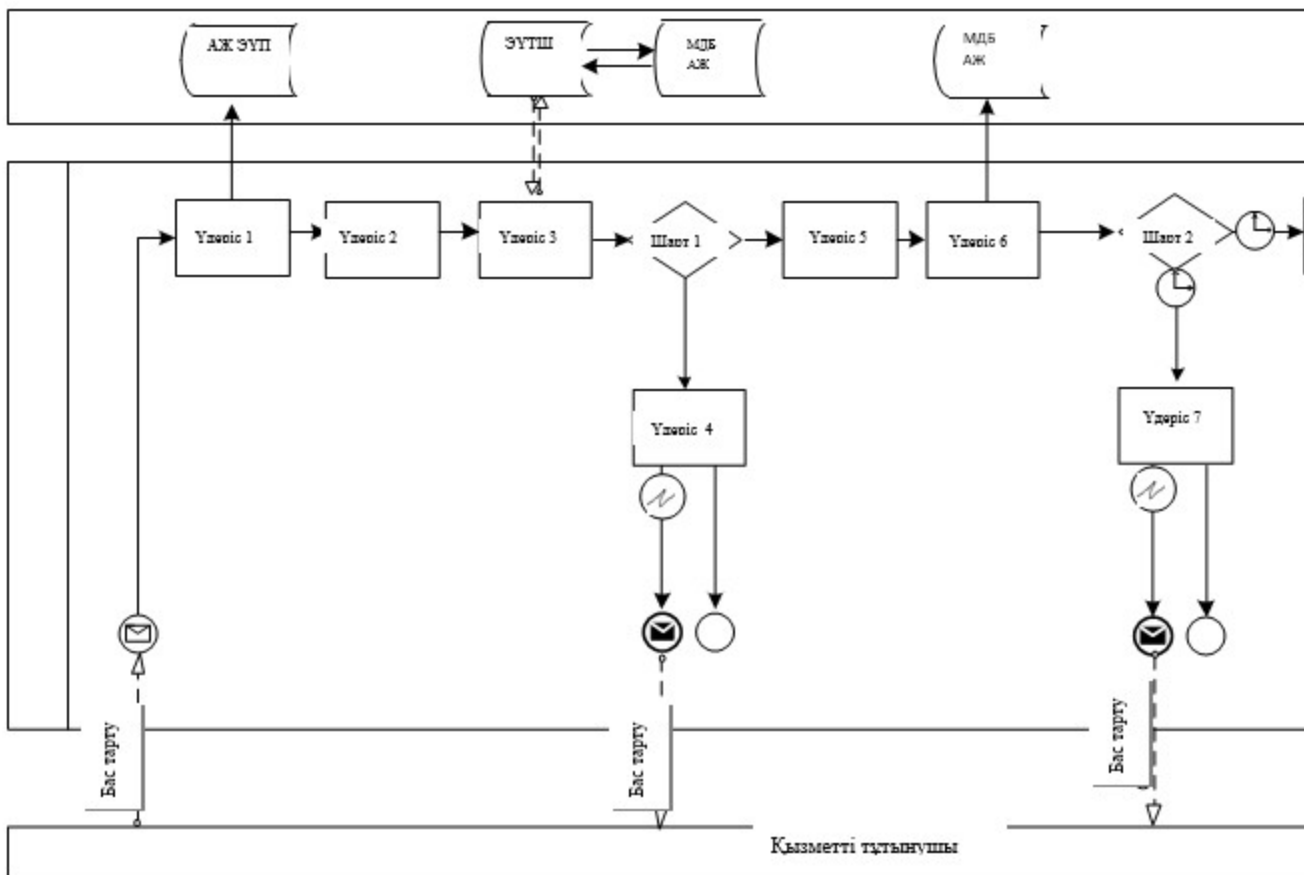 АЖ ЭҮП
ЭҮТШ
МДБ
АЖ
МДБ
АЖ
Үдеріс 1
Үдеріс 2
Үдеріс 3
Шарт 1
Үдеріс 5
Үдеріс 6
Шарт 2
Үдеріс 4
Үдеріс 7
Бас тарту
Бас тарту
Бас тарту
Қызметті тұтынушы